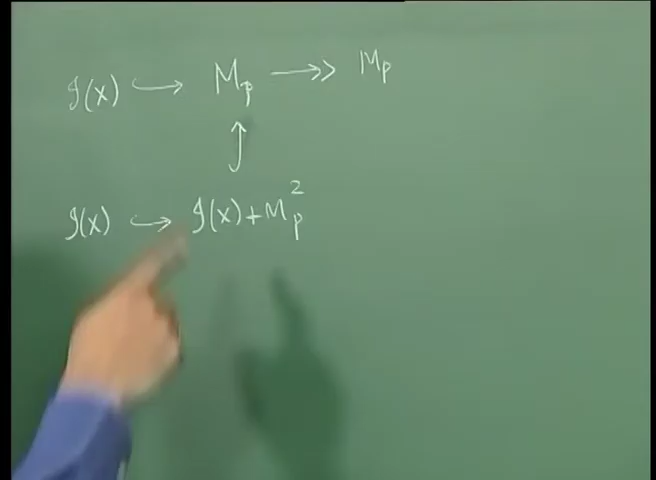 𝓘(x) ↪ M_p ↠ M_p
↑
𝓘(x) ↪ 𝓘(x) + M_p^2